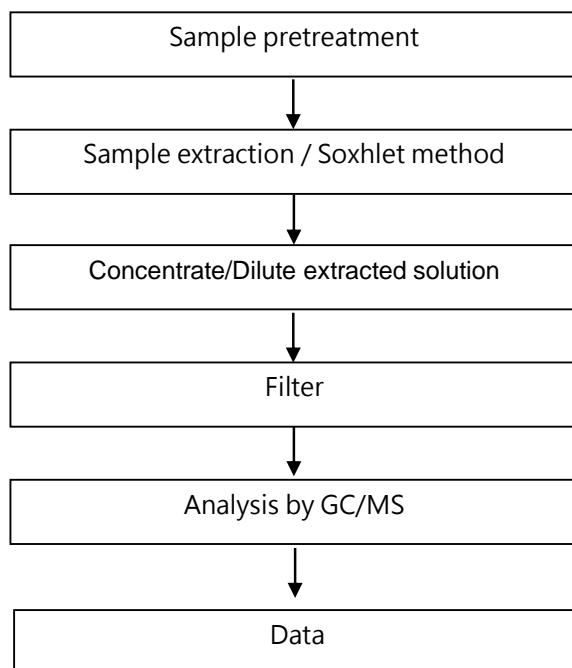 Sample pretreatment
Sample extraction / Soxhlet method
Concentrate/Dilute extracted solution
Filter
Analysis by GC/MS
Data